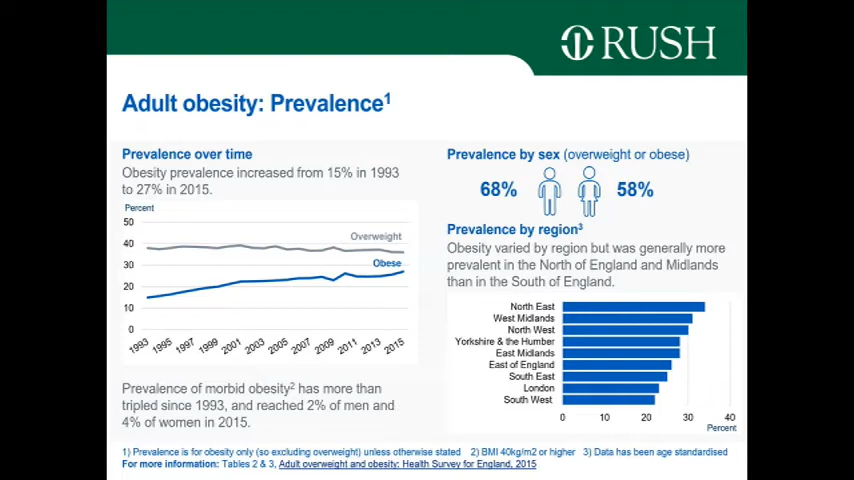 RUSH
Adult obesity: Prevalence1
Prevalence over time
Obesity prevalence increased from 15% in 1993
to 27% in 2015.
Percent
50
40
30
20
10
0
Overweight
Obese
1993
1995
1997
1999
2001
2003
2005
2007
2009
2011
2013
2015
Prevalence of morbid obesity2 has more than
tripled since 1993, and reached 2% of men and
4% of women in 2015.
Prevalence by sex (overweight or obese)
68%
58%
Prevalence by region3
Obesity varied by region but was generally more
prevalent in the North of England and Midlands
than in the South of England.
North East
West Midlands
North West
Yorkshire & the Humber
East Midlands
East of England
South East
London
South West
0 10 20 30 40
Percent
1) Prevalence is for obesity only (so excluding overweight) unless otherwise stated 2) BMI 40kg/m2 or higher 3) Data has been age standardised
For more information: Tables 2 & 3, Adult overweight and obesity: Health Survey for England, 2015